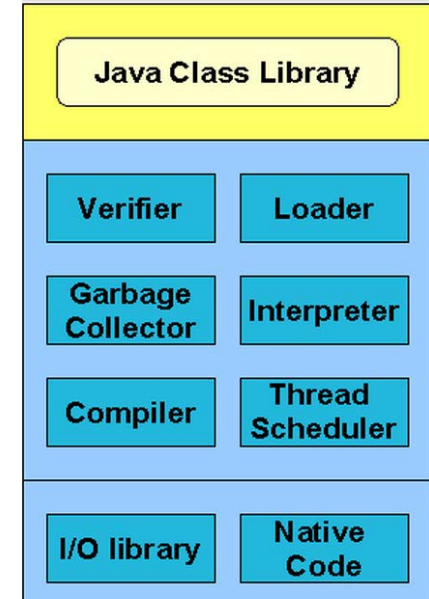 Java Class Library
Verifier
Loader
Garbage
Collector
Interpreter
Compiler
Thread
Scheduler
I/O library
Native
Code